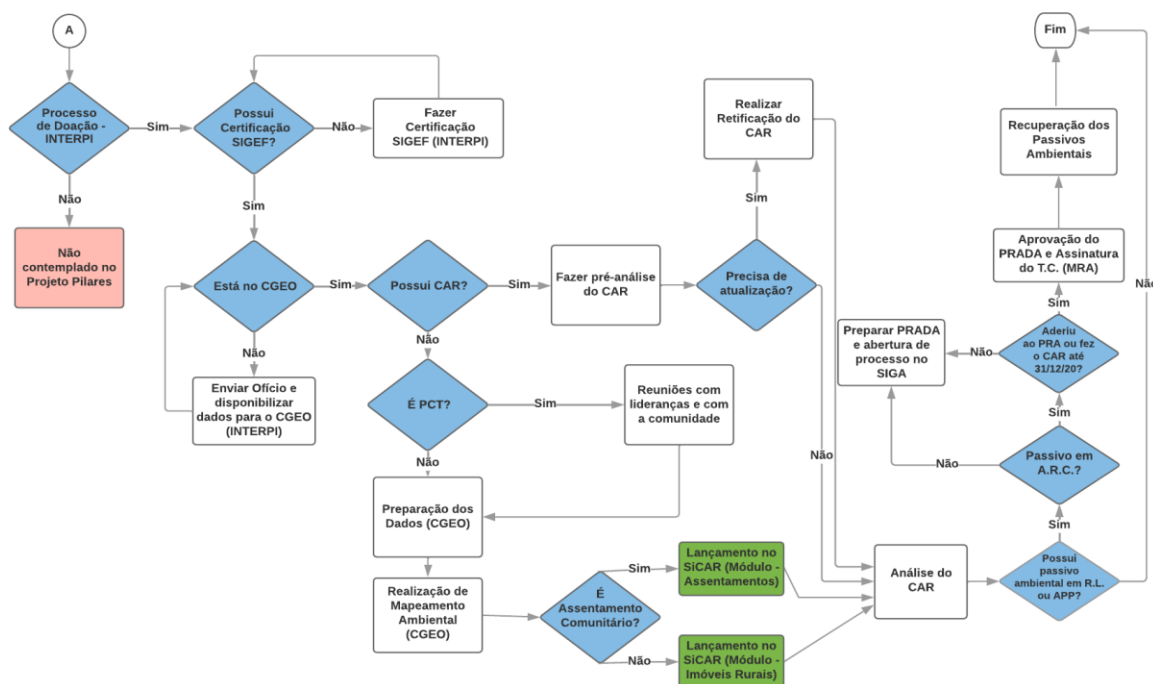 A
Processo
de Doação -
INTERPI
Sim
Não
Não
contemplado no
Projeto Pilares
Possui
Certificação
SIGEF?
Não
Fazer
Certificação
SIGEF (INTERPI)
Sim
Está no CGEO
Sim
Não
Enviar Ofício e
disponibilizar
dados para o CGEO
(INTERPI)
Possui CAR?
Sim
Não
Fazer pré-análise
do CAR
Precisa de
atualização?
Sim
Não
Realizar
Retificação do
CAR
É PCT?
Sim
Não
Reuniões com
lideranças e com
a comunidade
Preparação dos
Dados (CGEO)
Realização de
Mapeamento
Ambiental
(CGEO)
É
Assentamento
Comunitário?
Sim
Não
Lançamento no
SiCAR (Módulo -
Assentamentos)
Lançamento no
SiCAR (Módulo -
Imóveis Rurais)
Análise do
CAR
Possui
passivo
ambiental em R.L.
ou APP?
Sim
Não
Passivo em
A.R.C.?
Não
Sim
Aderiu
ao PRA ou fez
o CAR até
31/12/20?
Não
Sim
Preparar PRADA
e abertura de
processo no
SIGA
Aprovação do
PRADA e Assinatura
do T.C. (MRA)
Recuperação dos
Passivos
Ambientais
Fim